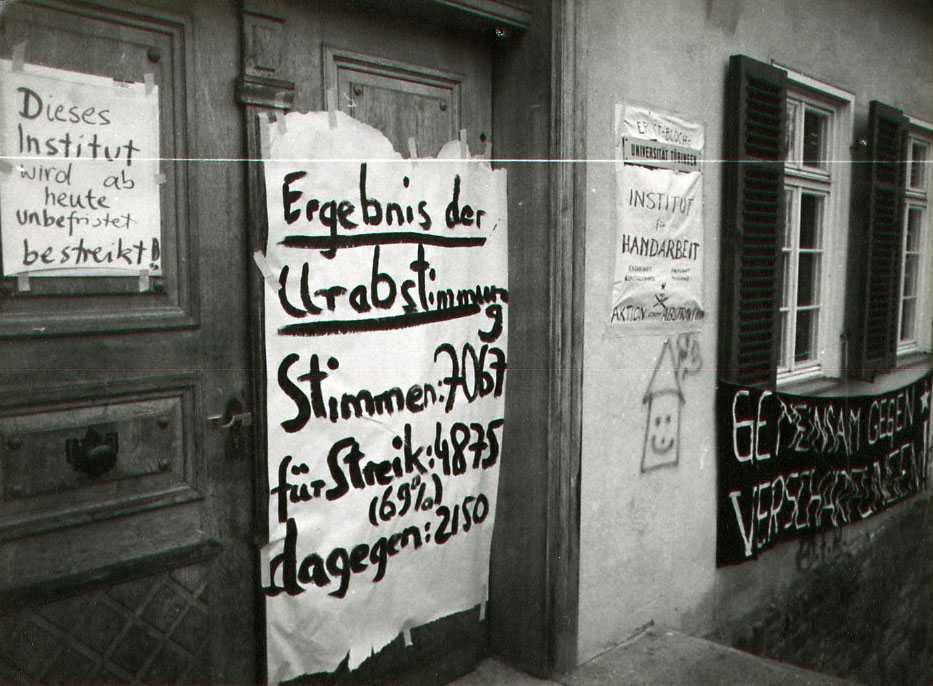 Dieses
Institut
wird ab
heute
unbefristet
bestreikt!
Ergebnis der
Urabstimmung
Stimmen: 7067
für Streik: 4875
(69%)
dagegen: 2150
UNIVERSITÄT TÜBINGEN
INSTITUT
für
HANDARBEIT
AKTION
GEMEINSAM GEGEN
VERSCHÄRFUNGEN!